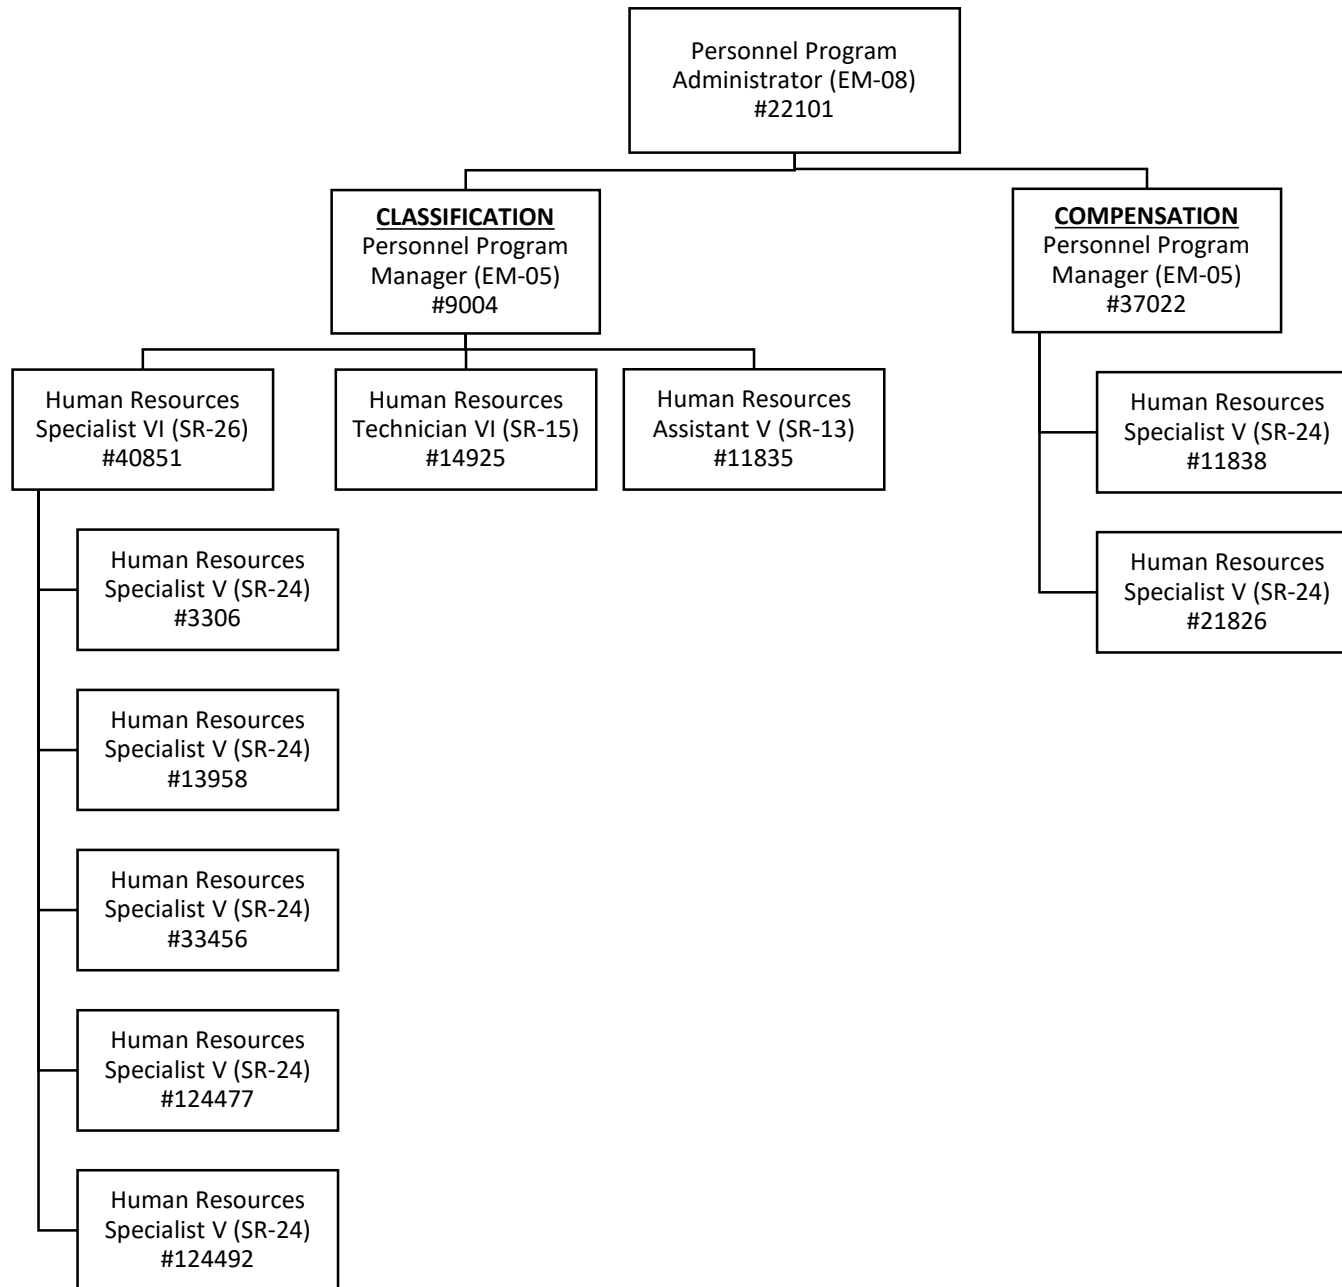 Personnel Program
Administrator (EM-08)
#22101
CLASSIFICATION
Personnel Program
Manager (EM-05)
#9004
COMPENSATION
Personnel Program
Manager (EM-05)
#37022
Human Resources
Specialist VI (SR-26)
#40851
Human Resources
Technician VI (SR-15)
#14925
Human Resources
Assistant V (SR-13)
#11835
Human Resources
Specialist V (SR-24)
#11838
Human Resources
Specialist V (SR-24)
#21826
Human Resources
Specialist V (SR-24)
#3306
Human Resources
Specialist V (SR-24)
#13958
Human Resources
Specialist V (SR-24)
#33456
Human Resources
Specialist V (SR-24)
#124477
Human Resources
Specialist V (SR-24)
#124492